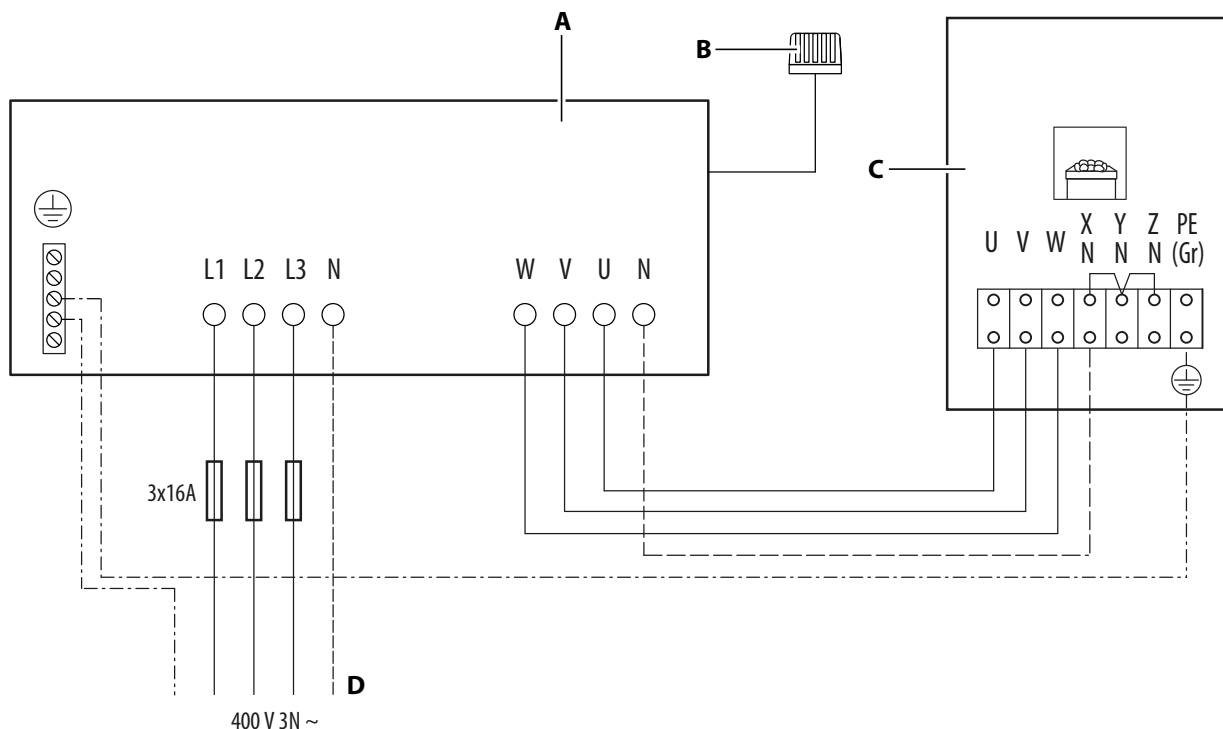 A
B
C
U V W X N Y N Z N PE (Gr)
L1 L2 L3 N
W V U N
3x16A
D
400 V 3N ~